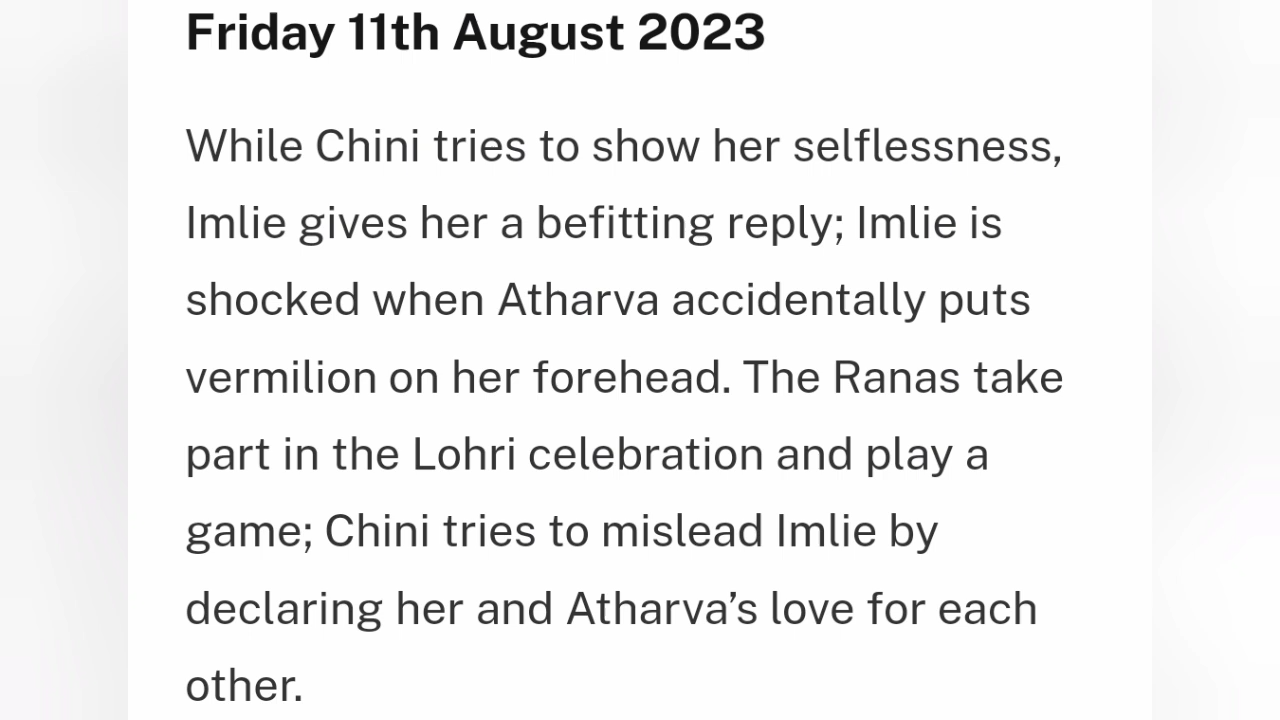 Friday 11th August 2023
While Chini tries to show her selflessness,
Imlie gives her a befitting reply; Imlie is
shocked when Atharva accidentally puts
vermilion on her forehead. The Ranas take
part in the Lohri celebration and play a
game; Chini tries to mislead Imlie by
declaring her and Atharva’s love for each
other.